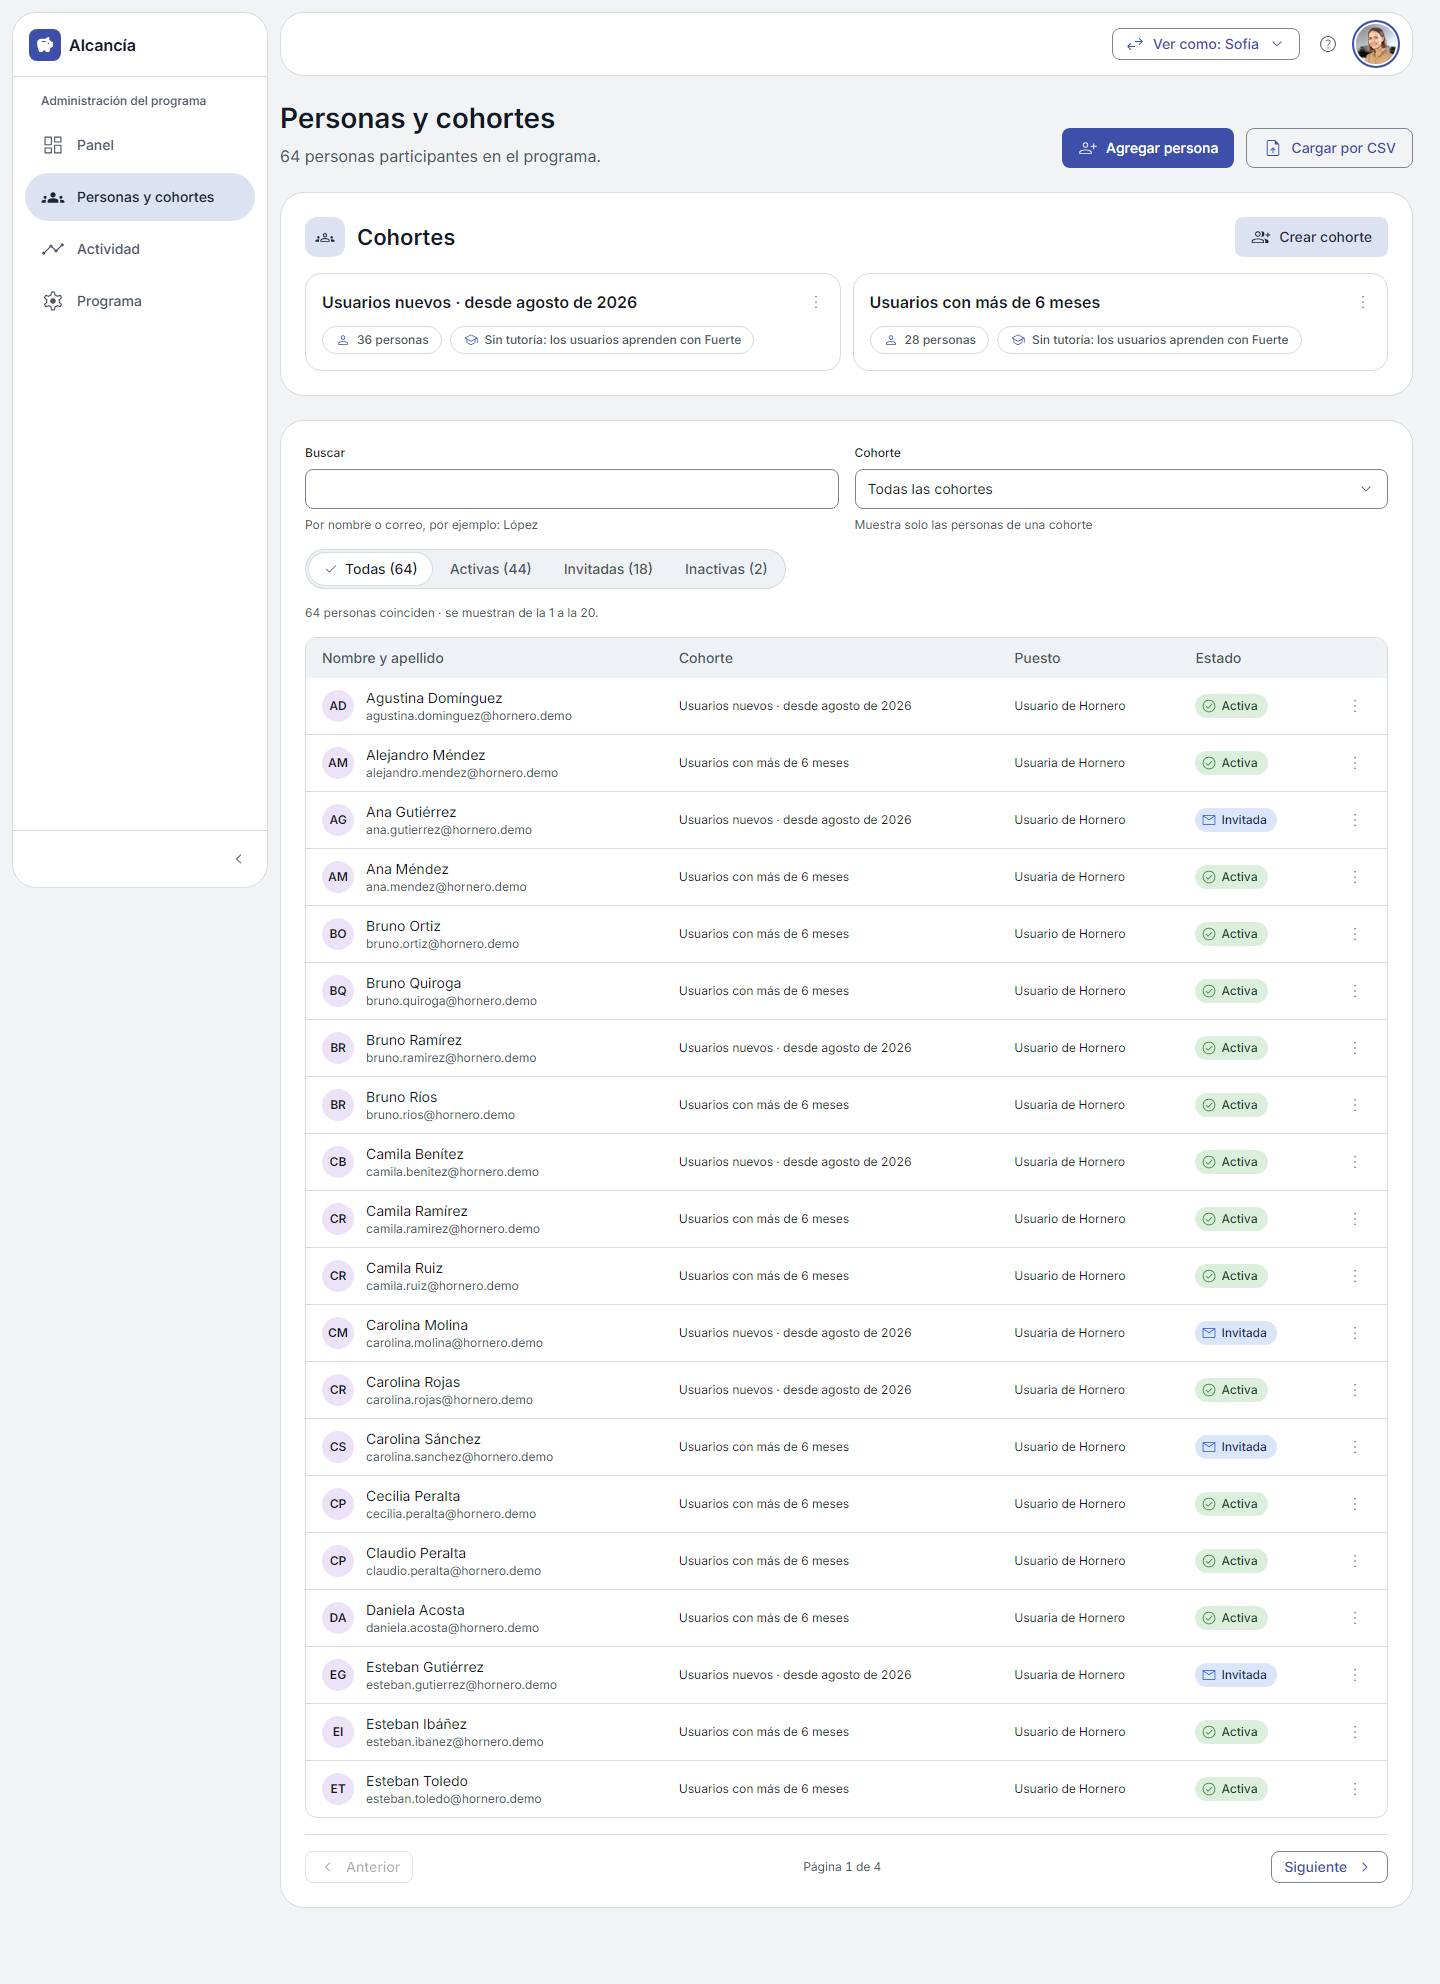 Alcancía
Ver como: Sofía
Administración del programa
Panel
Personas y cohortes
Actividad
Programa
Personas y cohortes
64 personas participantes en el programa.
Agregar persona
Cargar por CSV
Cohortes
Crear cohorte
Usuarios nuevos · desde agosto de 2026
36 personas
Sin tutoría: los usuarios aprenden con Fuerte
Usuarios con más de 6 meses
28 personas
Sin tutoría: los usuarios aprenden con Fuerte
Buscar
Cohorte
Todas las cohortes
Por nombre o correo, por ejemplo: López
Muestra solo las personas de una cohorte
Todas (64) Activas (44) Invitadas (18) Inactivas (2)
64 personas coinciden · se muestran de la 1 a la 20.
Nombre y apellido Cohorte Puesto Estado
AD Agustina Domínguez
agustina.dominguez@hornero.demo
Usuarios nuevos · desde agosto de 2026 Usuario de Hornero Activa
AM Alejandro Méndez
alejandro.mendez@hornero.demo
Usuarios con más de 6 meses Usuaria de Hornero Activa
AG Ana Gutiérrez
ana.gutierrez@hornero.demo
Usuarios nuevos · desde agosto de 2026 Usuario de Hornero Invitada
AM Ana Méndez
ana.mendez@hornero.demo
Usuarios con más de 6 meses Usuaria de Hornero Activa
BO Bruno Ortiz
bruno.ortiz@hornero.demo
Usuarios con más de 6 meses Usuario de Hornero Activa
BQ Bruno Quiroga
bruno.quiroga@hornero.demo
Usuarios con más de 6 meses Usuaria de Hornero Activa
BR Bruno Ramírez
bruno.ramirez@hornero.demo
Usuarios nuevos · desde agosto de 2026 Usuario de Hornero Activa
BR Bruno Ríos
bruno.rios@hornero.demo
Usuarios con más de 6 meses Usuaria de Hornero Activa
CB Camila Benítez
camila.benitez@hornero.demo
Usuarios nuevos · desde agosto de 2026 Usuaria de Hornero Activa
CR Camila Ramírez
camila.ramirez@hornero.demo
Usuarios con más de 6 meses Usuario de Hornero Activa
CR Camila Ruiz
camila.ruiz@hornero.demo
Usuarios con más de 6 meses Usuaria de Hornero Activa
CM Carolina Molina
carolina.molina@hornero.demo
Usuarios nuevos · desde agosto de 2026 Usuaria de Hornero Invitada
CR Carolina Rojas
carolina.rojas@hornero.demo
Usuarios nuevos · desde agosto de 2026 Usuaria de Hornero Activa
CS Carolina Sánchez
carolina.sanchez@hornero.demo
Usuarios con más de 6 meses Usuario de Hornero Invitada
CP Cecilia Peralta
cecilia.peralta@hornero.demo
Usuarios con más de 6 meses Usuario de Hornero Activa
CP Claudio Peralta
claudio.peralta@hornero.demo
Usuarios con más de 6 meses Usuario de Hornero Activa
DA Daniela Acosta
daniela.acosta@hornero.demo
Usuarios con más de 6 meses Usuaria de Hornero Activa
EG Esteban Gutiérrez
esteban.gutierrez@hornero.demo
Usuarios nuevos · desde agosto de 2026 Usuaria de Hornero Invitada
EI Esteban Ibáñez
esteban.ibanez@hornero.demo
Usuarios con más de 6 meses Usuario de Hornero Activa
ET Esteban Toledo
esteban.toledo@hornero.demo
Usuarios con más de 6 meses Usuario de Hornero Activa
Anterior
Página 1 de 4
Siguiente